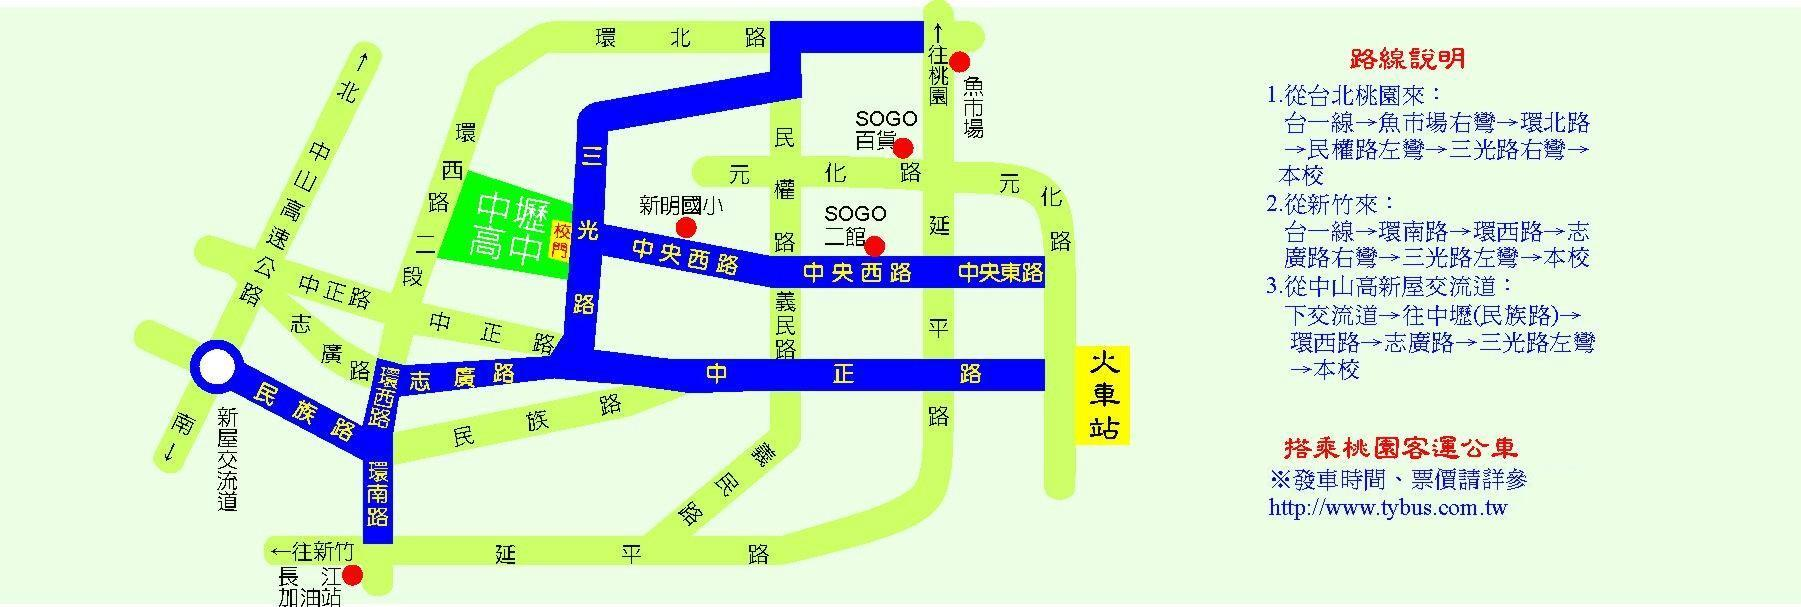 環北路
↑往桃園
魚市場
↑北
中山高速公路
南↓
環西路二段
三光路
民權路
SOGO
百貨
元化路
元化路
中壢
高中
校門
新明國小
SOGO
二館
中央西路
中央西路
中央東路
延平路
義民路
中正路
中正路
志廣路
志廣路
中正路
火車站
環西路
民族路
民族路
新屋交流道
環南路
義民路
←往新竹
延平路
長江
加油站
路線說明
1.從台北桃園來：
台一線→魚市場右彎→環北路
→民權路左彎→三光路右彎→
本校
2.從新竹來：
台一線→環南路→環西路→志
廣路右彎→三光路左彎→本校
3.從中山高新屋交流道：
下交流道→往中壢(民族路)→
環西路→志廣路→三光路左彎
→本校
搭乘桃園客運公車
※發車時間、票價請詳參
http://www.tybus.com.tw